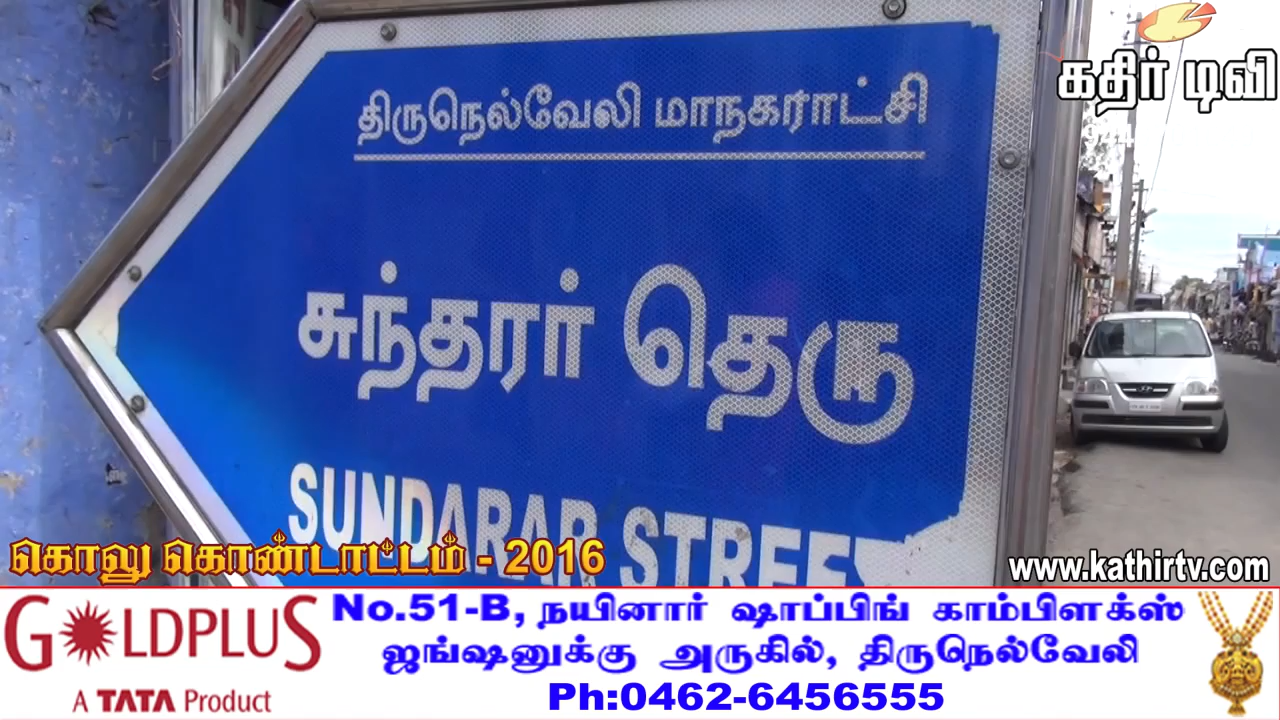 திருநெல்வேலி மாநகராட்சி
சுந்தரர் தெரு
SUNDARAR STREET
கதிர் டிவி
கொலு கொண்டாட்டம் - 2016
www.kathirtv.com
GOLDPLUS
A TATA Product
No.51-B, நயினார் ஷாப்பிங் காம்பிளக்ஸ்
ஜங்ஷனுக்கு அருகில், திருநெல்வேலி
Ph:0462-6456555